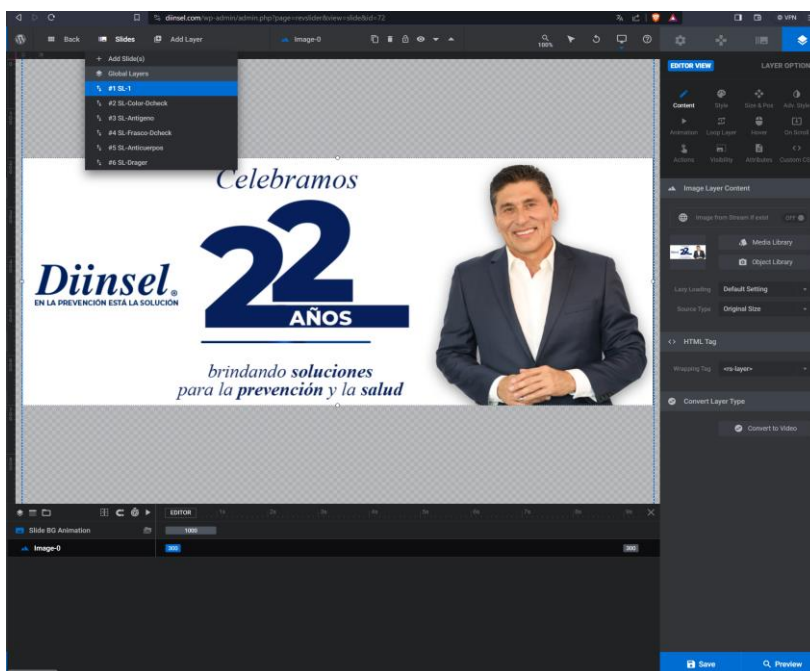 diinsel.com/wp-admin/admin.php?page=revslider&view=slide&id=72
VPN
Back
Slides
Add Layer
Image-0
100%
+ Add Slide(s)
Global Layers
#1 SL-1
#2 SL-Color-Dcheck
#3 SL-Antigeno
#4 SL-Frasco-Dcheck
#5 SL-Anticuerpos
#6 SL-Drager
Celebramos
22
AÑOS
Diinsel®
EN LA PREVENCIÓN ESTÁ LA SOLUCIÓN
brindando soluciones
para la prevención y la salud
EDITOR VIEW
LAYER OPTION
Content
Style
Size & Pos
Adv. Style
Animation
Loop Layer
Hover
On Scroll
Actions
Visibility
Attributes
Custom CS
Image Layer Content
Image from Stream if exist
OFF
Media Library
Object Library
Lazy Loading
Default Setting
Source Type
Original Size
HTML Tag
Wrapping Tag
<rs-layer>
Convert Layer Type
Convert to Video
EDITOR
Slide BG Animation
1000
Image-0
300
300
Save
Preview